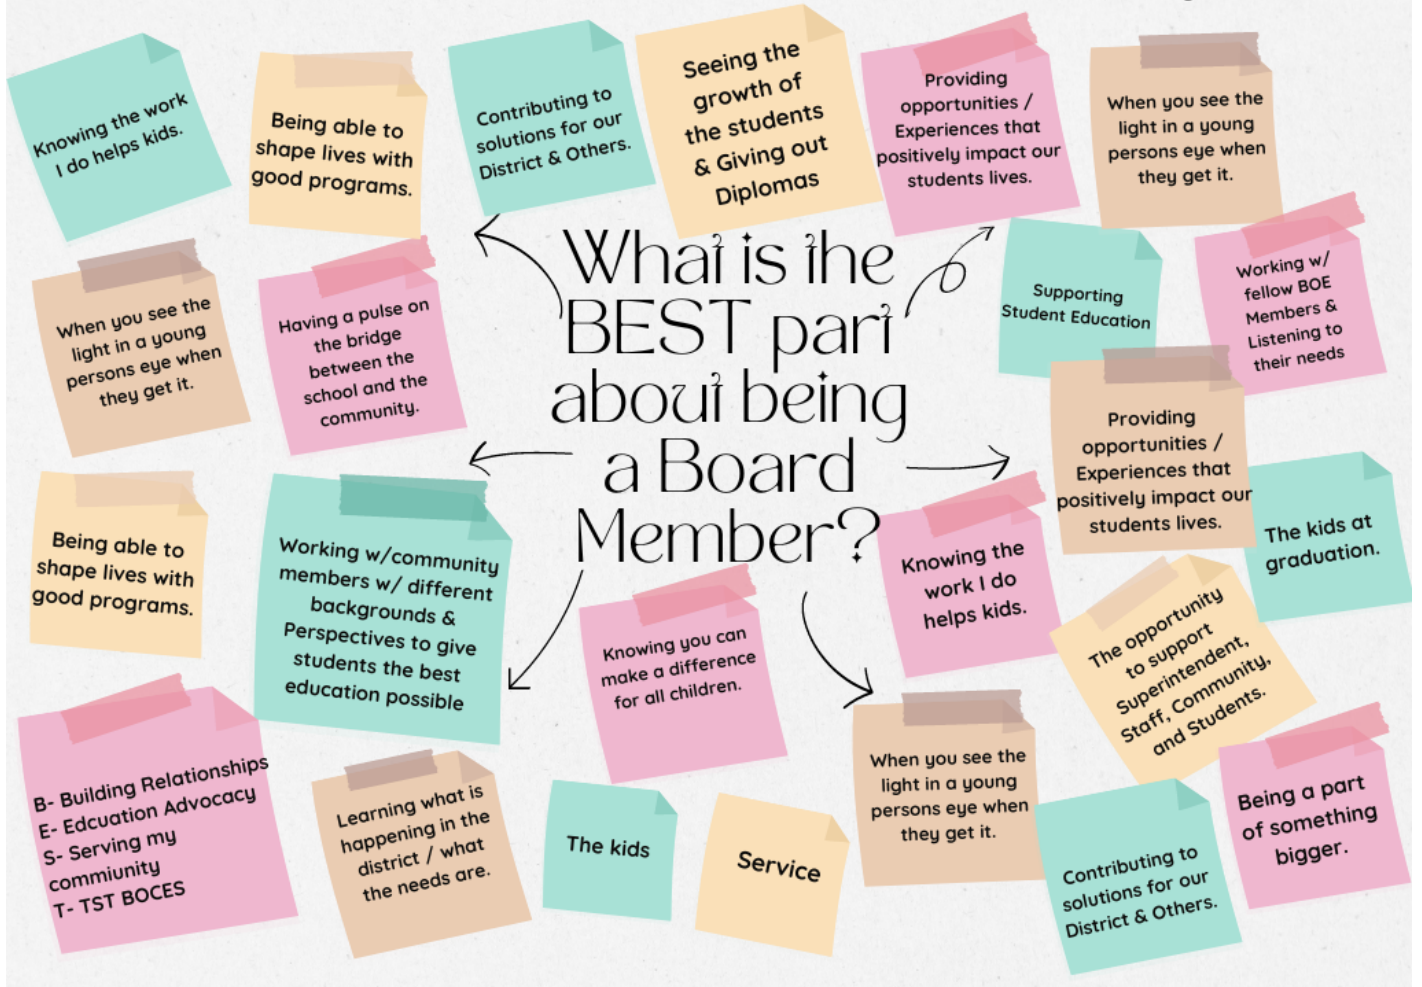 Knowing the work
I do helps kids.
Being able to
shape lives with
good programs.
Contributing to
solutions for our
District & Others.
Seeing the
growth of
the students
& Giving out
Diplomas
Providing
opportunities /
Experiences that
positively impact our
students lives.
When you see the
light in a young
persons eye when
they get it.
What is the
BEST part
about being
a Board
Member?
When you see the
light in a young
persons eye when
they get it.
Having a pulse on
the bridge
between the
school and the
community.
Supporting
Student Education
Working w/
fellow BOE
Members &
Listening to
their needs
Providing
opportunities /
Experiences that
positively impact our
students lives.
Being able to
shape lives with
good programs.
Working w/community
members w/ different
backgrounds &
Perspectives to give
students the best
education possible
Knowing the
work I do
helps kids.
The kids at
graduation.
Knowing you can
make a difference
for all children.
The opportunity
to support
Superintendent,
Staff, Community,
and Students.
B- Building Relationships
E- Edcuation Advocacy
S- Serving my
commiunity
T- TST BOCES
Learning what is
happening in the
district / what
the needs are.
The kids
Service
When you see the
light in a young
persons eye when
they get it.
Contributing to
solutions for our
District & Others.
Being a part
of something
bigger.